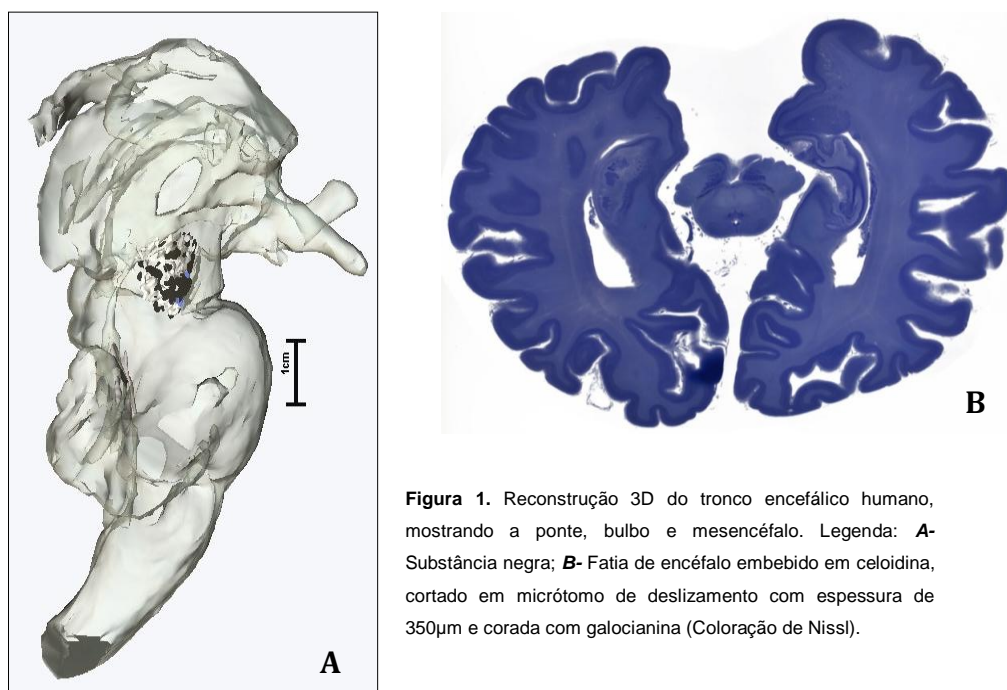 1cm
A
B
Figura 1. Reconstrução 3D do tronco encefálico humano,
mostrando a ponte, bulbo e mesencéfalo. Legenda: A-
Substância negra; B- Fatia de encéfalo embebido em celoidina,
cortado em micrótomo de deslizamento com espessura de
350µm e corada com galocianina (Coloração de Nissl).